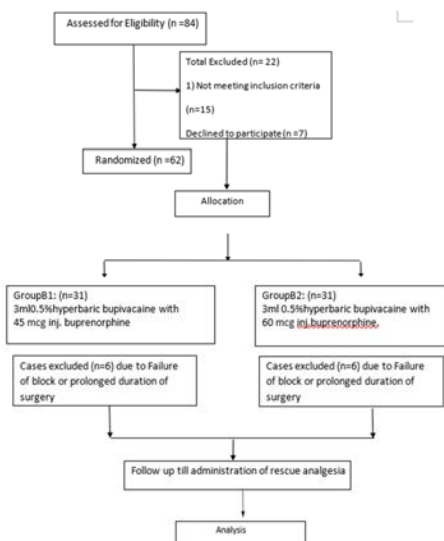 Assessed for Eligibility (n =84)
Total Excluded (n= 22)
1) Not meeting inclusion criteria
(n=15)
Declined to participate (n =7)
Randomized (n =62)
Allocation
GroupB1: (n=31)
3ml0.5%hyperbaric bupivacaine with
45 mcg inj. buprenorphine
GroupB2: (n=31)
3ml 0.5%hyperbaric bupivacaine with
60 mcg inj.buprenorphine.
Cases excluded (n=6) due to Failure
of block or prolonged duration of
surgery
Cases excluded (n=6) due to Failure
of block or prolonged duration of
surgery
Follow up till administration of rescue analgesia
Analysis